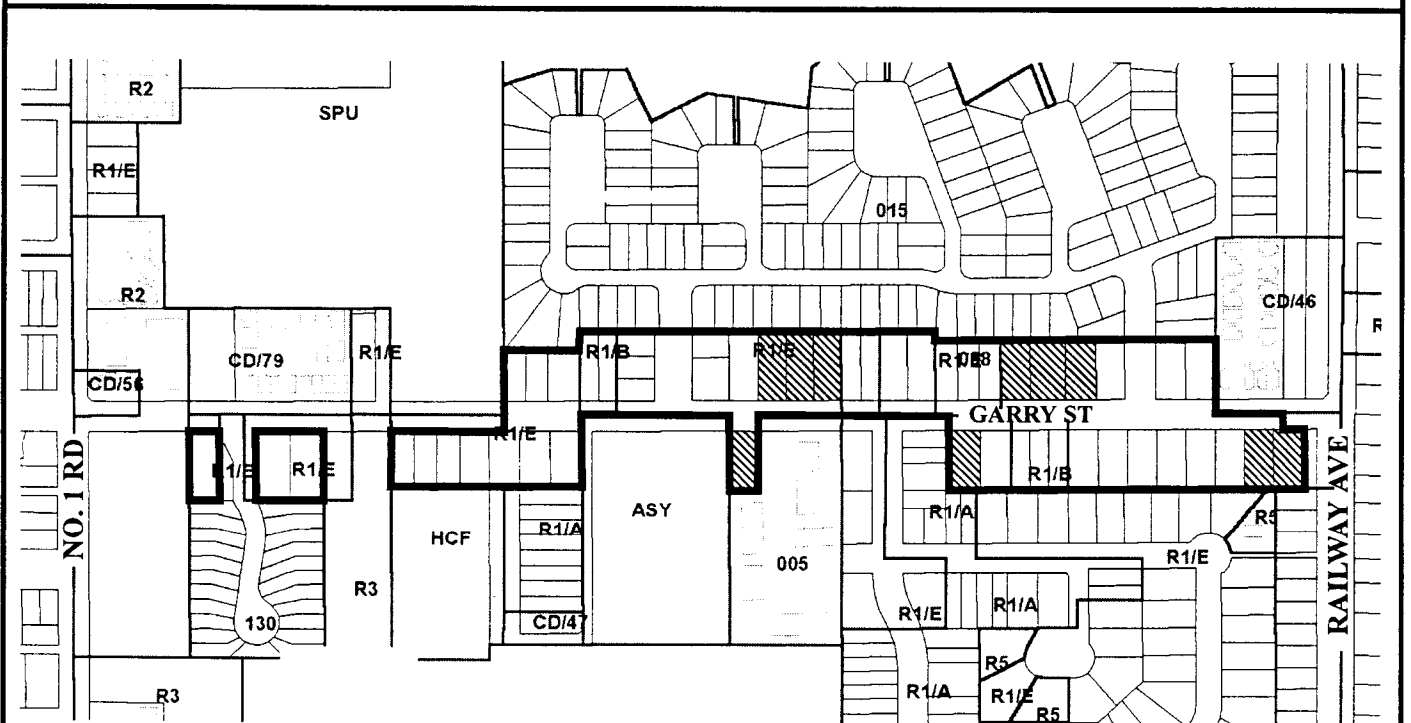 R2
SPU
R1/E
015
R2
CD/46
CD/79
R1/E
R1/B
CD/56
GARRY ST
R1/E
R1/E
R1/B
NO. 1 RD
RAILWAY AVE
ASY
HCF
R1/A
R1/A
R5
005
R1/E
R3
R1/E
R1/A
130
CD/47
R5
R3
R1/A
R1/E
R5